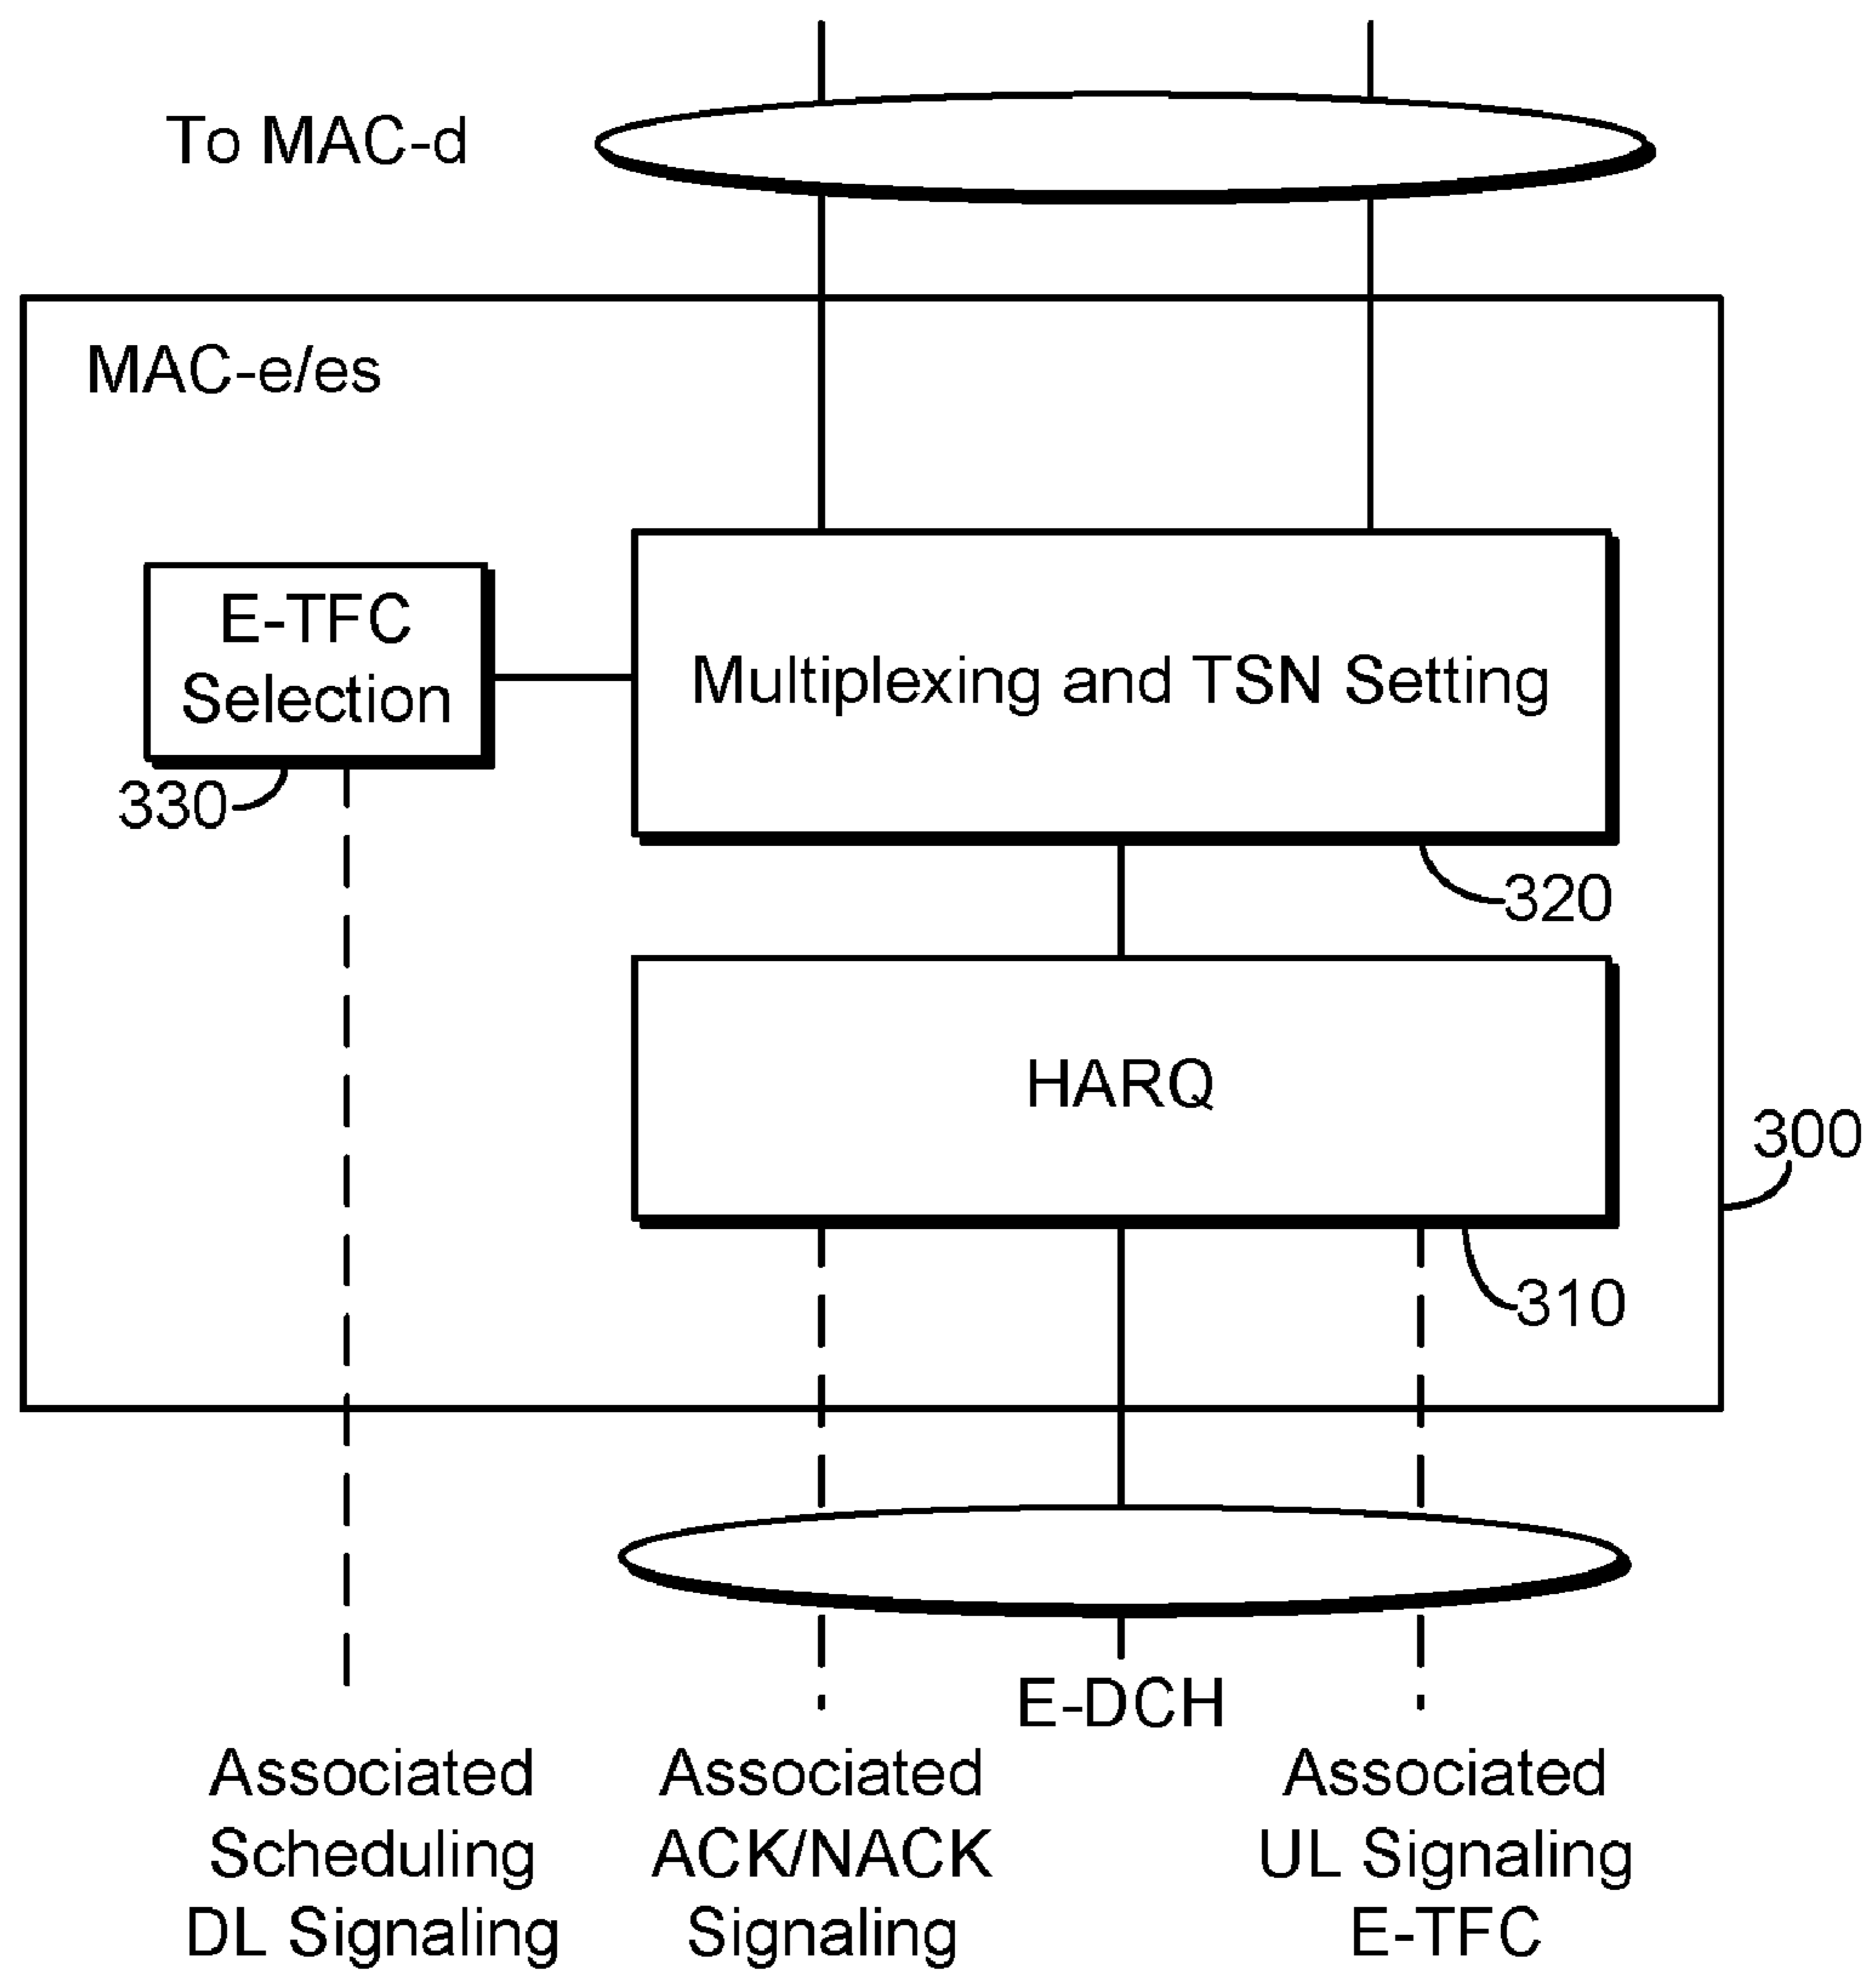 To MAC-d
MAC-e/es
E-TFC
Selection
330
Multiplexing and TSN Setting
320
HARQ
300
310
E-DCH
Associated
Scheduling
DL Signaling
Associated
ACK/NACK
Signaling
Associated
UL Signaling
E-TFC